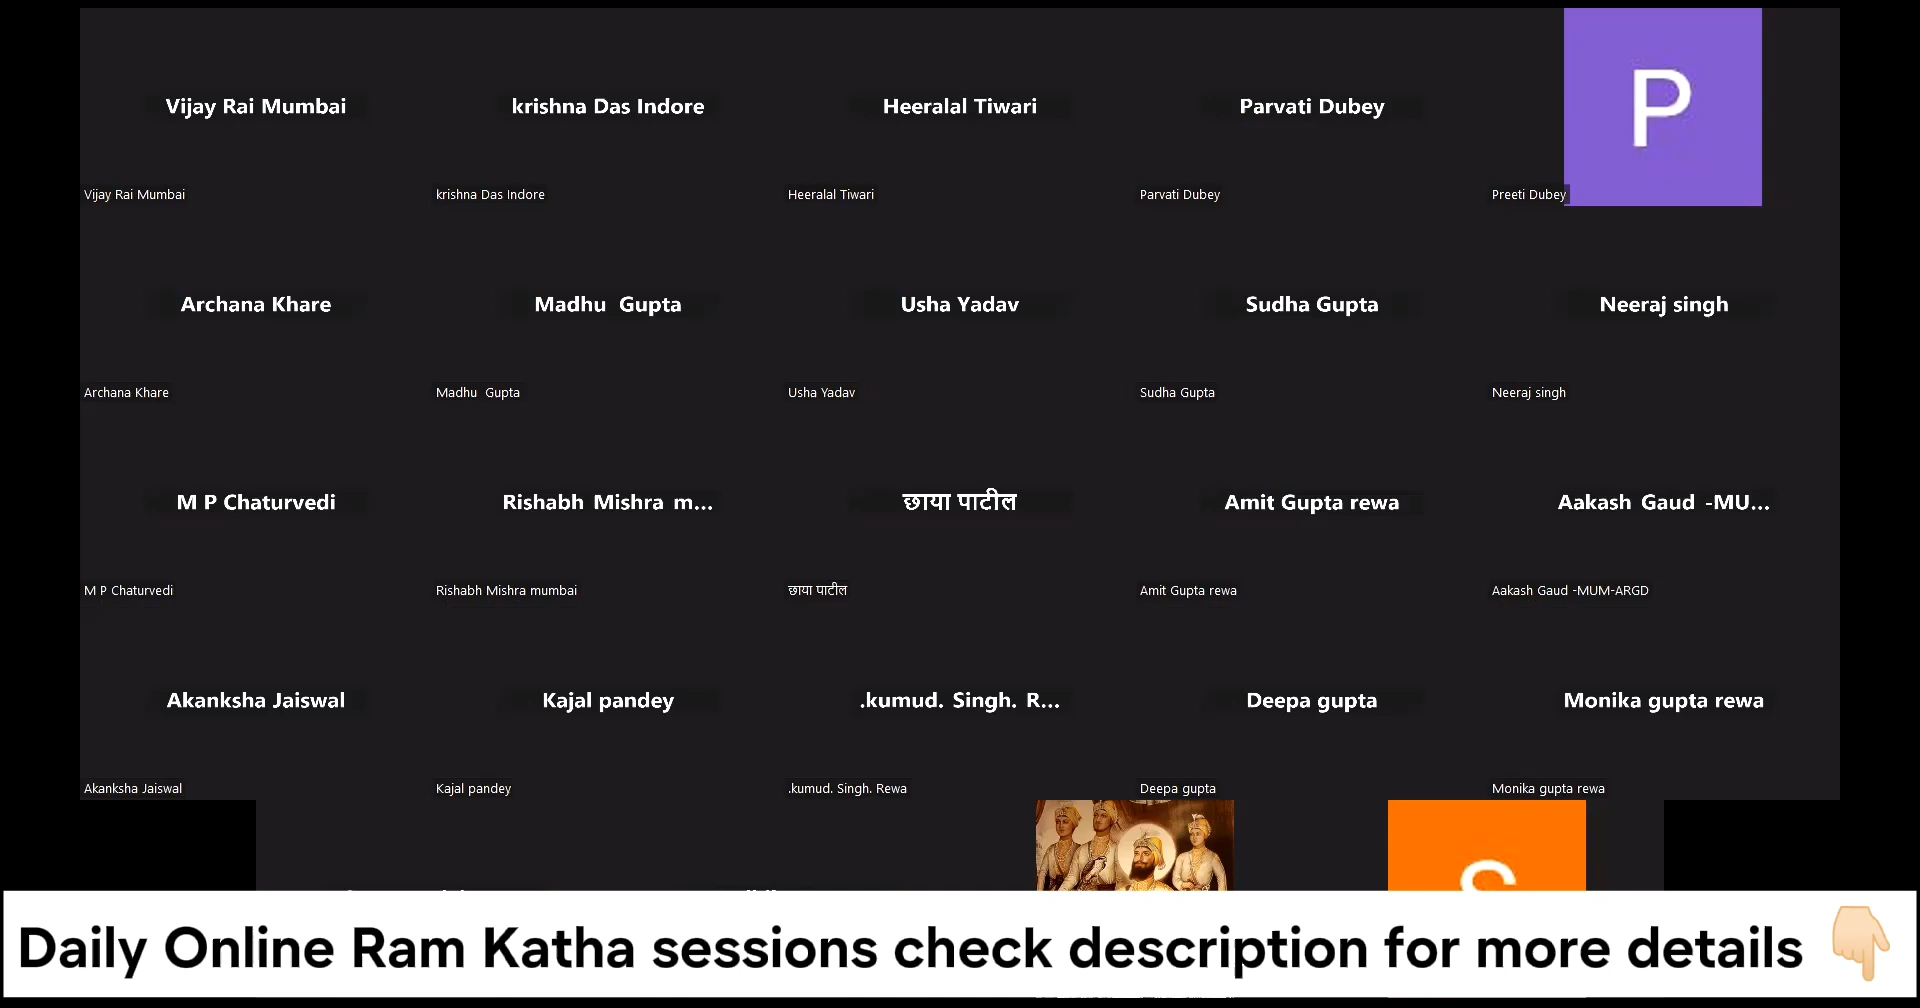 Vijay Rai Mumbai
krishna Das Indore
Heeralal Tiwari
Parvati Dubey
P
Vijay Rai Mumbai
krishna Das Indore
Heeralal Tiwari
Parvati Dubey
Preeti Dubey
Archana Khare
Madhu  Gupta
Usha Yadav
Sudha Gupta
Neeraj singh
Archana Khare
Madhu  Gupta
Usha Yadav
Sudha Gupta
Neeraj singh
M P Chaturvedi
Rishabh Mishra m...
छाया पाटील
Amit Gupta rewa
Aakash Gaud -MU...
M P Chaturvedi
Rishabh Mishra mumbai
छाया पाटील
Amit Gupta rewa
Aakash Gaud -MUM-ARGD
Akanksha Jaiswal
Kajal pandey
.kumud. Singh. R...
Deepa gupta
Monika gupta rewa
Akanksha Jaiswal
Kajal pandey
.kumud. Singh. Rewa
Deepa gupta
Monika gupta rewa
Daily Online Ram Katha sessions check description for more details